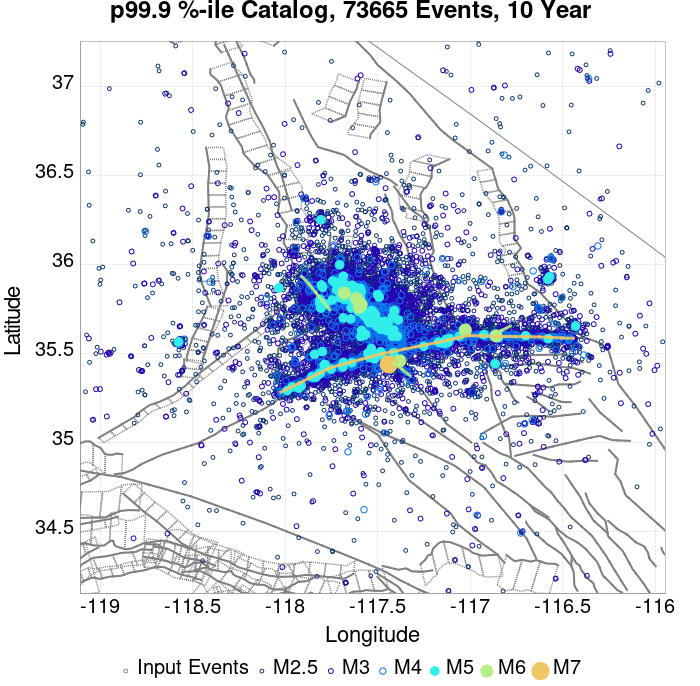 p99.9 %-ile Catalog, 73665 Events, 10 Year
37
36.5
36
35.5
35
34.5
Latitude
-119 -118.5 -118 -117.5 -117 -116.5 -116
Longitude
Input Events M2.5 M3 M4 M5 M6 M7